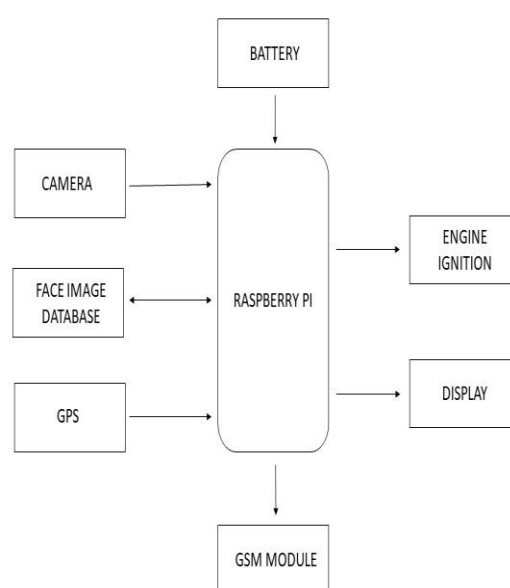 BATTERY
CAMERA
ENGINE
IGNITION
FACE IMAGE
DATABASE
RASPBERRY PI
GPS
DISPLAY
GSM MODULE